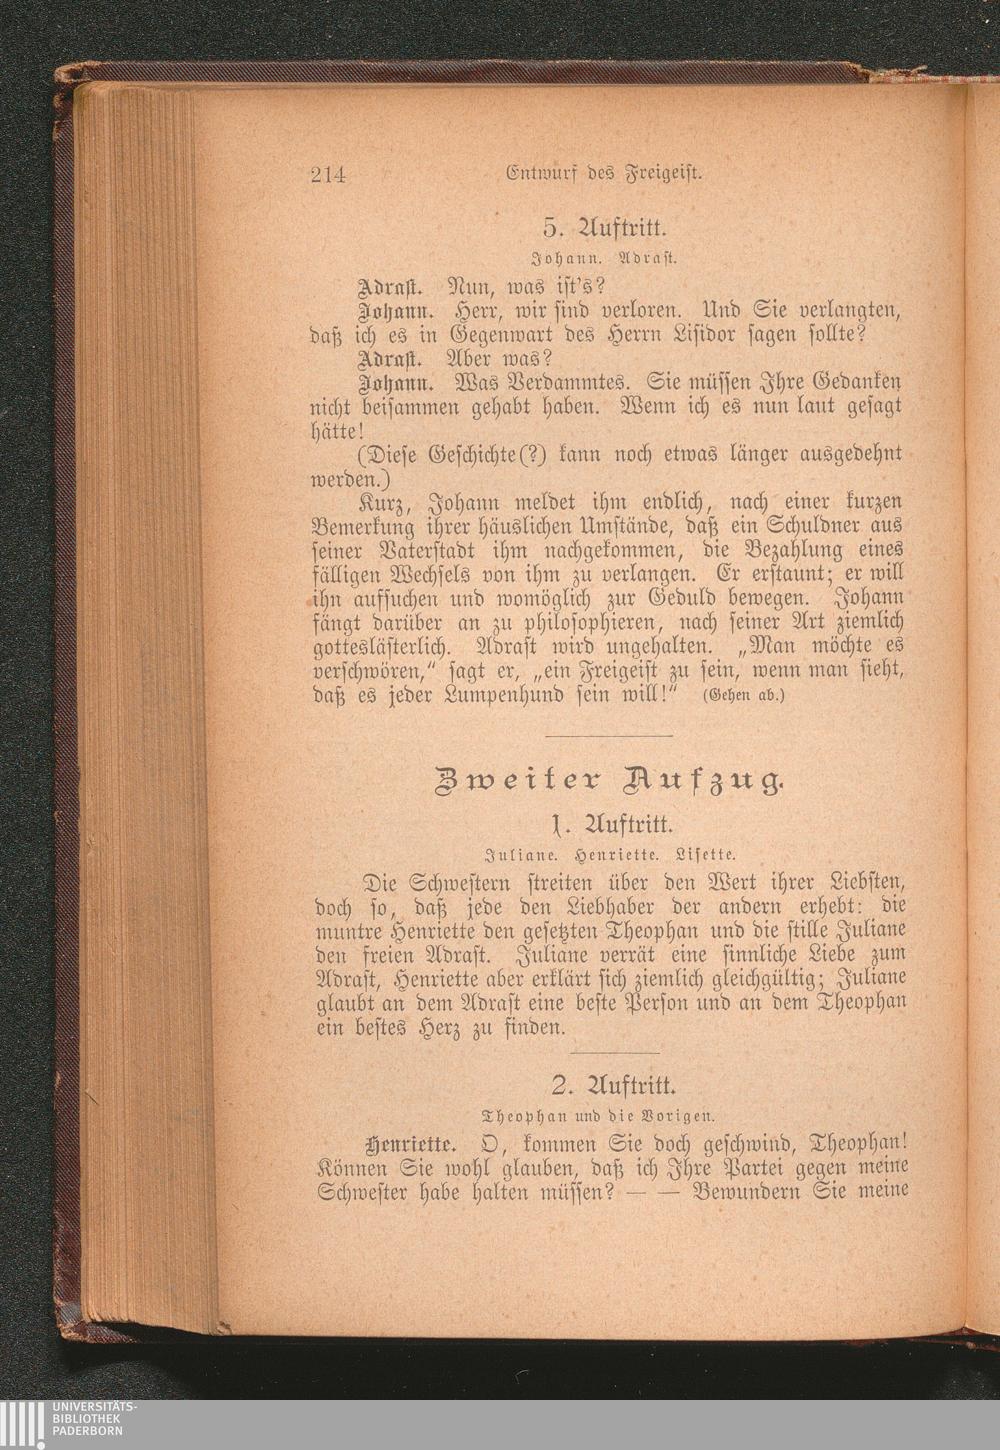 214 Entwurf des Freigeist.
5. Auftritt.
Johann. Adrast.
Adrast. Nun, was ist's?
Johann. Herr, wir sind verloren. Und Sie verlangten,
daß ich es in Gegenwart des Herrn Lisidor sagen sollte?
Adrast. Aber was?
Johann. Was Verdammtes. Sie müssen Ihre Gedanken
nicht beisammen gehabt haben. Wenn ich es nun laut gesagt
hätte!
(Diese Geschichte(?) kann noch etwas länger ausgedehnt
werden.)
Kurz, Johann meldet ihm endlich, nach einer kurzen
Bemerkung ihrer häuslichen Umstände, daß ein Schuldner aus
seiner Vaterstadt ihm nachgekommen, die Bezahlung eines
fälligen Wechsels von ihm zu verlangen. Er erstaunt; er will
ihn aufsuchen und womöglich zur Geduld bewegen. Johann
fängt darüber an zu philosophieren, nach seiner Art ziemlich
gotteslästerlich. Adrast wird ungehalten. „Man möchte es
verschwören,“ sagt er, „ein Freigeist zu sein, wenn man sieht,
daß es jeder Lumpenhund sein will!“ (Gehen ab.)
Zweiter Aufzug.
1. Auftritt.
Juliane. Henriette. Lisette.
Die Schwestern streiten über den Wert ihrer Liebsten,
doch so, daß jede den Liebhaber der andern erhebt: die
muntre Henriette den gesetzten Theophan und die stille Juliane
den freien Adrast. Juliane verrät eine sinnliche Liebe zum
Adrast, Henriette aber erklärt sich ziemlich gleichgültig; Juliane
glaubt an dem Adrast eine beste Person und an dem Theophan
ein bestes Herz zu finden.
2. Auftritt.
Theophan und die Vorigen.
Henriette. O, kommen Sie doch geschwind, Theophan!
Können Sie wohl glauben, daß ich Ihre Partei gegen meine
Schwester habe halten müssen? — — Bewundern Sie meine
UNIVERSITÄTS-
BIBLIOTHEK
PADERBORN